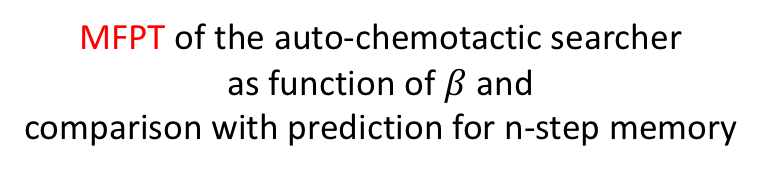 MFPT of the auto-chemotactic searcher
as function of β and
comparison with prediction for n-step memory